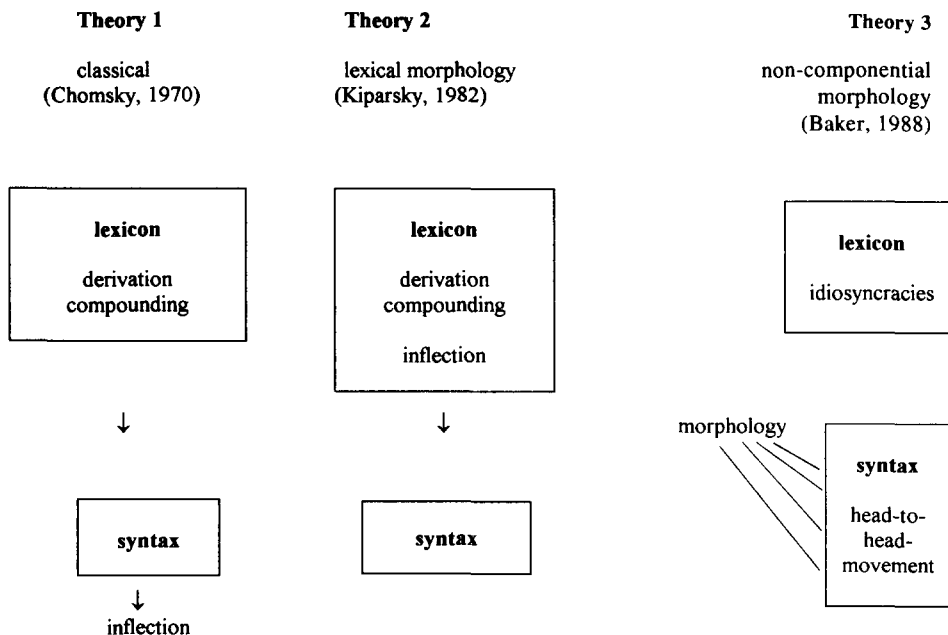 Theory 1
classical
(Chomsky, 1970)
lexicon
derivation
compounding
↓
syntax
↓
inflection
Theory 2
lexical morphology
(Kiparsky, 1982)
lexicon
derivation
compounding
inflection
↓
syntax
Theory 3
non-componential
morphology
(Baker, 1988)
lexicon
idiosyncracies
morphology
syntax
head-to-
head-
movement